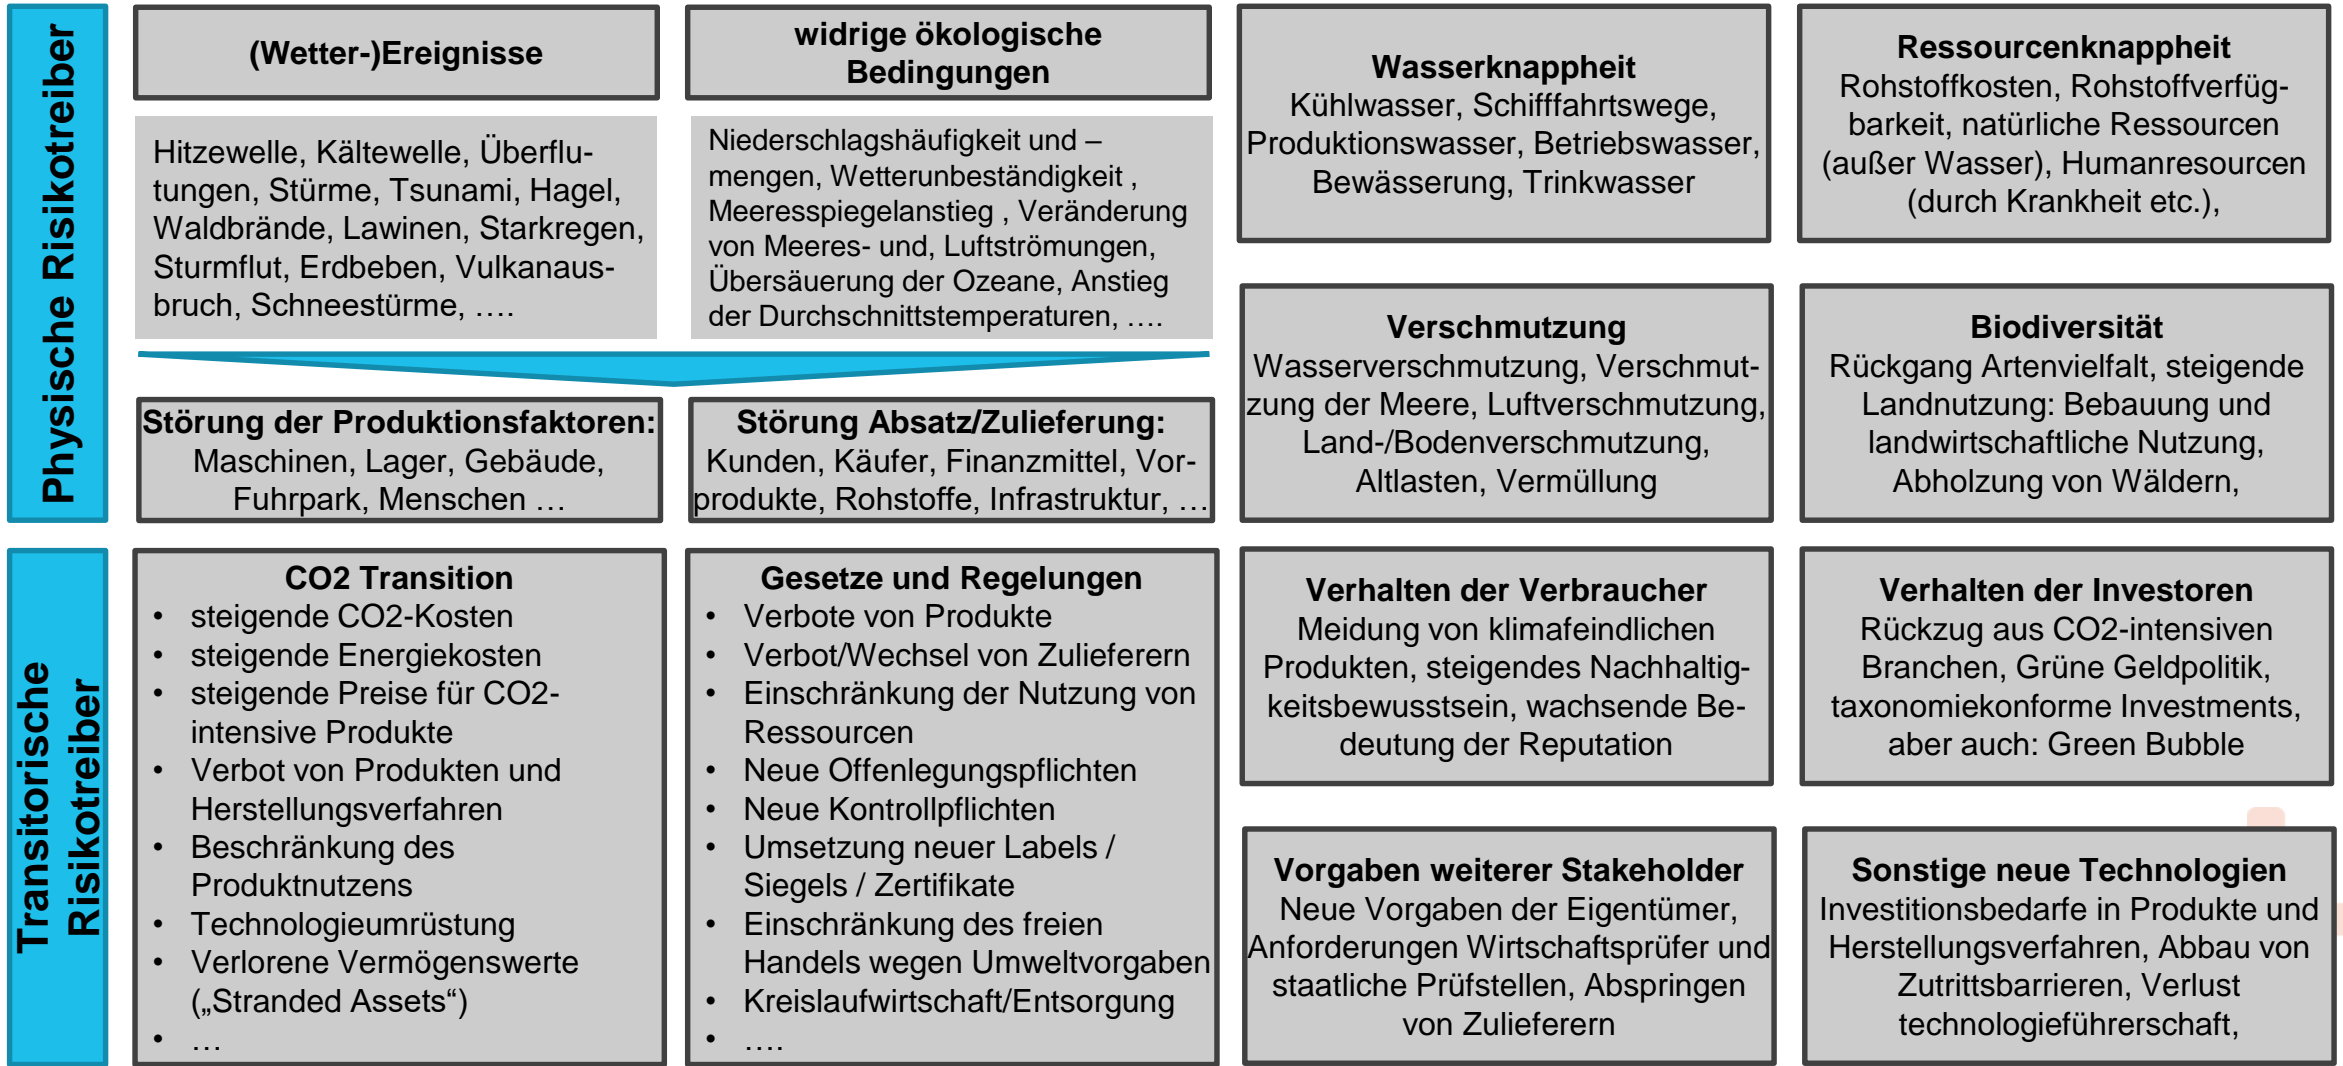 Physische Risikotreiber
(Wetter-)Ereignisse
Hitzewelle, Kältewelle, Überflu-
tungen, Stürme, Tsunami, Hagel,
Waldbrände, Lawinen, Starkregen,
Sturmflut, Erdbeben, Vulkanaus-
bruch, Schneestürme, ….
widrige ökologische
Bedingungen
Niederschlagshäufigkeit und –
mengen, Wetterunbeständigkeit ,
Meeresspiegelanstieg , Veränderung
von Meeres- und, Luftströmungen,
Übersäuerung der Ozeane, Anstieg
der Durchschnittstemperaturen, ….
Störung der Produktionsfaktoren:
Maschinen, Lager, Gebäude,
Fuhrpark, Menschen …
Störung Absatz/Zulieferung:
Kunden, Käufer, Finanzmittel, Vor-
produkte, Rohstoffe, Infrastruktur, …
Wasserknappheit
Kühlwasser, Schifffahrtswege,
Produktionswasser, Betriebswasser,
Bewässerung, Trinkwasser
Ressourcenknappheit
Rohstoffkosten, Rohstoffverfüg-
barkeit, natürliche Ressourcen
(außer Wasser), Humanresourcen
(durch Krankheit etc.),
Verschmutzung
Wasserverschmutzung, Verschmut-
zung der Meere, Luftverschmutzung,
Land-/Bodenverschmutzung,
Altlasten, Vermüllung
Biodiversität
Rückgang Artenvielfalt, steigende
Landnutzung: Bebauung und
landwirtschaftliche Nutzung,
Abholzung von Wäldern,
Transitorische
Risikotreiber
CO2 Transition
• steigende CO2-Kosten
• steigende Energiekosten
• steigende Preise für CO2-
intensive Produkte
• Verbot von Produkten und
Herstellungsverfahren
• Beschränkung des
Produktnutzens
• Technologieumrüstung
• Verlorene Vermögenswerte
(„Stranded Assets“)
• …
Gesetze und Regelungen
• Verbote von Produkte
• Verbot/Wechsel von Zulieferern
• Einschränkung der Nutzung von
Ressourcen
• Neue Offenlegungspflichten
• Neue Kontrollpflichten
• Umsetzung neuer Labels /
Siegels / Zertifikate
• Einschränkung des freien
Handels wegen Umweltvorgaben
• Kreislaufwirtschaft/Entsorgung
• ….
Verhalten der Verbraucher
Meidung von klimafeindlichen
Produkten, steigendes Nachhaltig-
keitsbewusstsein, wachsende Be-
deutung der Reputation
Verhalten der Investoren
Rückzug aus CO2-intensiven
Branchen, Grüne Geldpolitik,
taxonomiekonforme Investments,
aber auch: Green Bubble
Vorgaben weiterer Stakeholder
Neue Vorgaben der Eigentümer,
Anforderungen Wirtschaftsprüfer und
staatliche Prüfstellen, Abspringen
von Zulieferern
Sonstige neue Technologien
Investitionsbedarfe in Produkte und
Herstellungsverfahren, Abbau von
Zutrittsbarrieren, Verlust
technologieführerschaft,